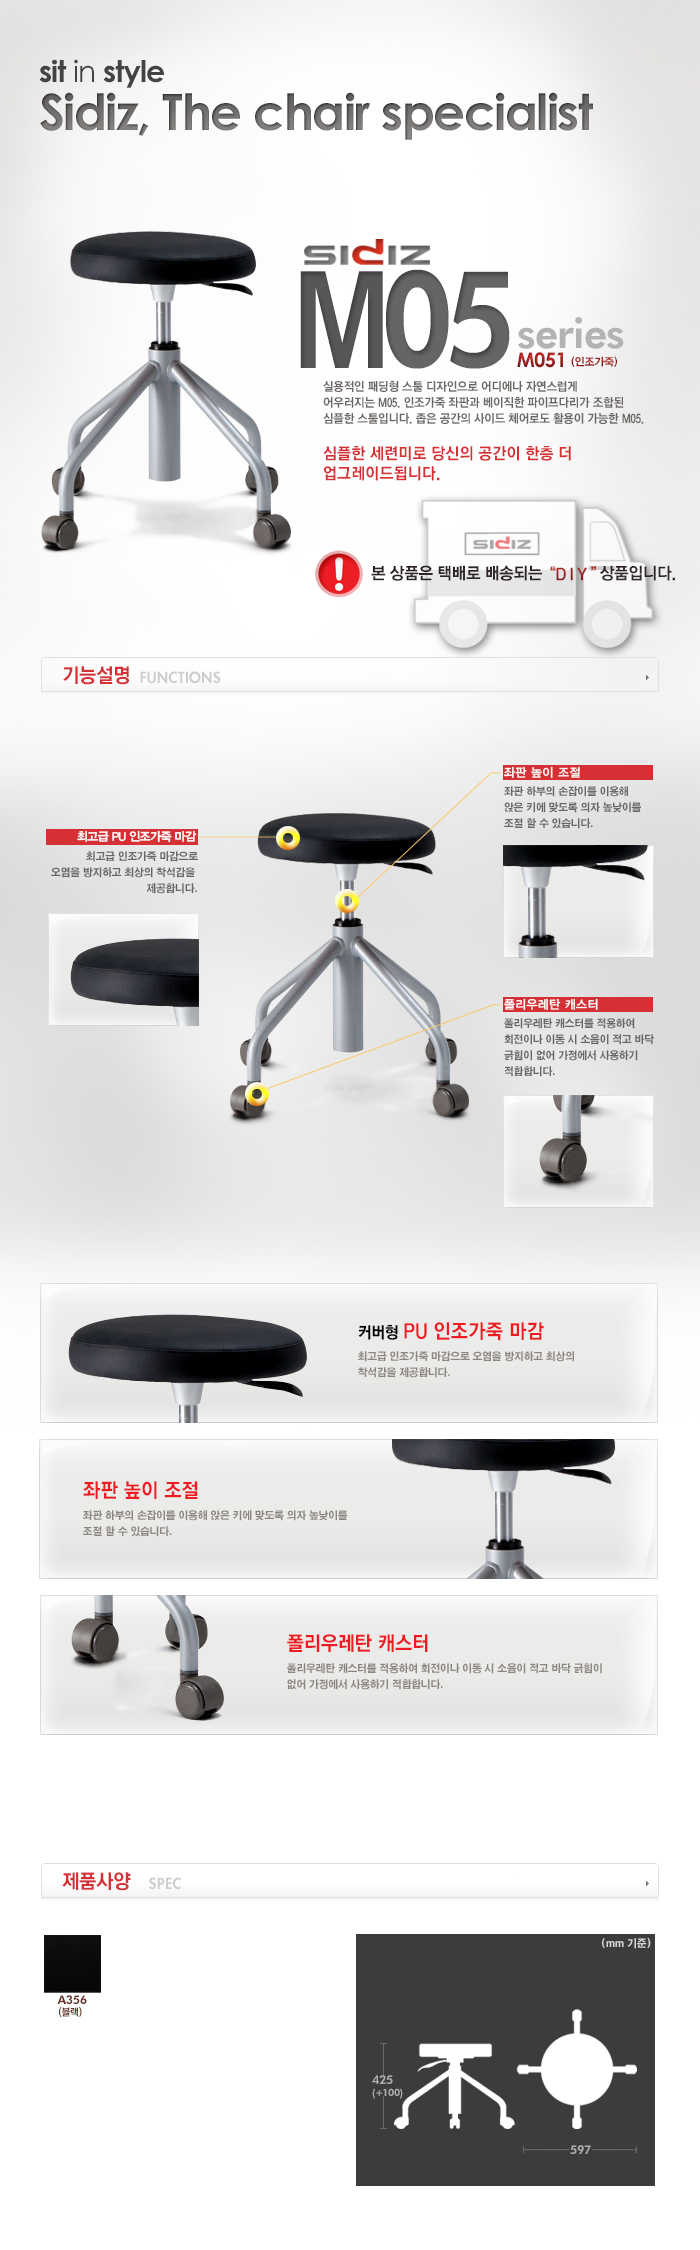 sit in style
Sidiz, The chair specialist
SIDIZ
M05 series
M051 (인조가죽)
실용적인 패딩형 스툴 디자인으로 어디에나 자연스럽게
어우러지는 M05. 인조가죽 좌판과 베이직한 파이프다리가 조합된
심플한 스툴입니다. 좁은 공간의 사이드 체어로도 활용이 가능한 M05.
심플한 세련미로 당신의 공간이 한층 더
업그레이드됩니다.
SIDIZ
본 상품은 택배로 배송되는 “DIY” 상품입니다.
기능설명 FUNCTIONS
좌판 높이 조절
좌판 하부의 손잡이를 이용해
앉은 키에 맞도록 의자 높낮이를
조절 할 수 있습니다.
최고급 PU 인조가죽 마감
최고급 인조가죽 마감으로
오염을 방지하고 최상의 착석감을
제공합니다.
폴리우레탄 캐스터
폴리우레탄 캐스터를 적용하여
회전이나 이동 시 소음이 적고 바닥
긁힘이 없어 가정에서 사용하기
적합합니다.
커버형 PU 인조가죽 마감
최고급 인조가죽 마감으로 오염을 방지하고 최상의
착석감을 제공합니다.
좌판 높이 조절
좌판 하부의 손잡이를 이용해 앉은 키에 맞도록 의자 높낮이를
조절 할 수 있습니다.
폴리우레탄 캐스터
폴리우레탄 캐스터를 적용하여 회전이나 이동 시 소음이 적고 바닥 긁힘이
없어 가정에서 사용하기 적합합니다.
제품사양 SPEC
A356
(블랙)
(mm 기준)
425
(+100)
597